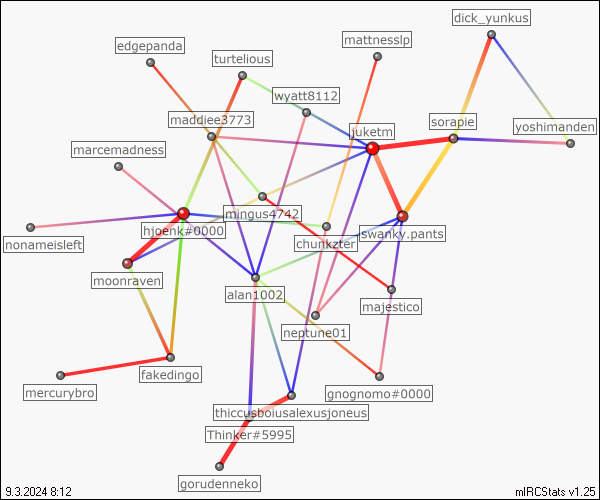 dick_yunkus
edgepanda
mattnesslp
turtelious
wyatt8112
maddiee3773
sorapie
yoshimanden
juketm
marcemadness
mingus4742
hjoenk#0000
swanky.pants
chunkzter
nonameisleft
moonraven
alan1002
majestico
neptune01
fakedingo
mercurybro
gnognomo#0000
thiccusboiusalexusjoneus
Thinker#5995
gorudenneko
9.3.2024 8:12
mIRCStats v1.25